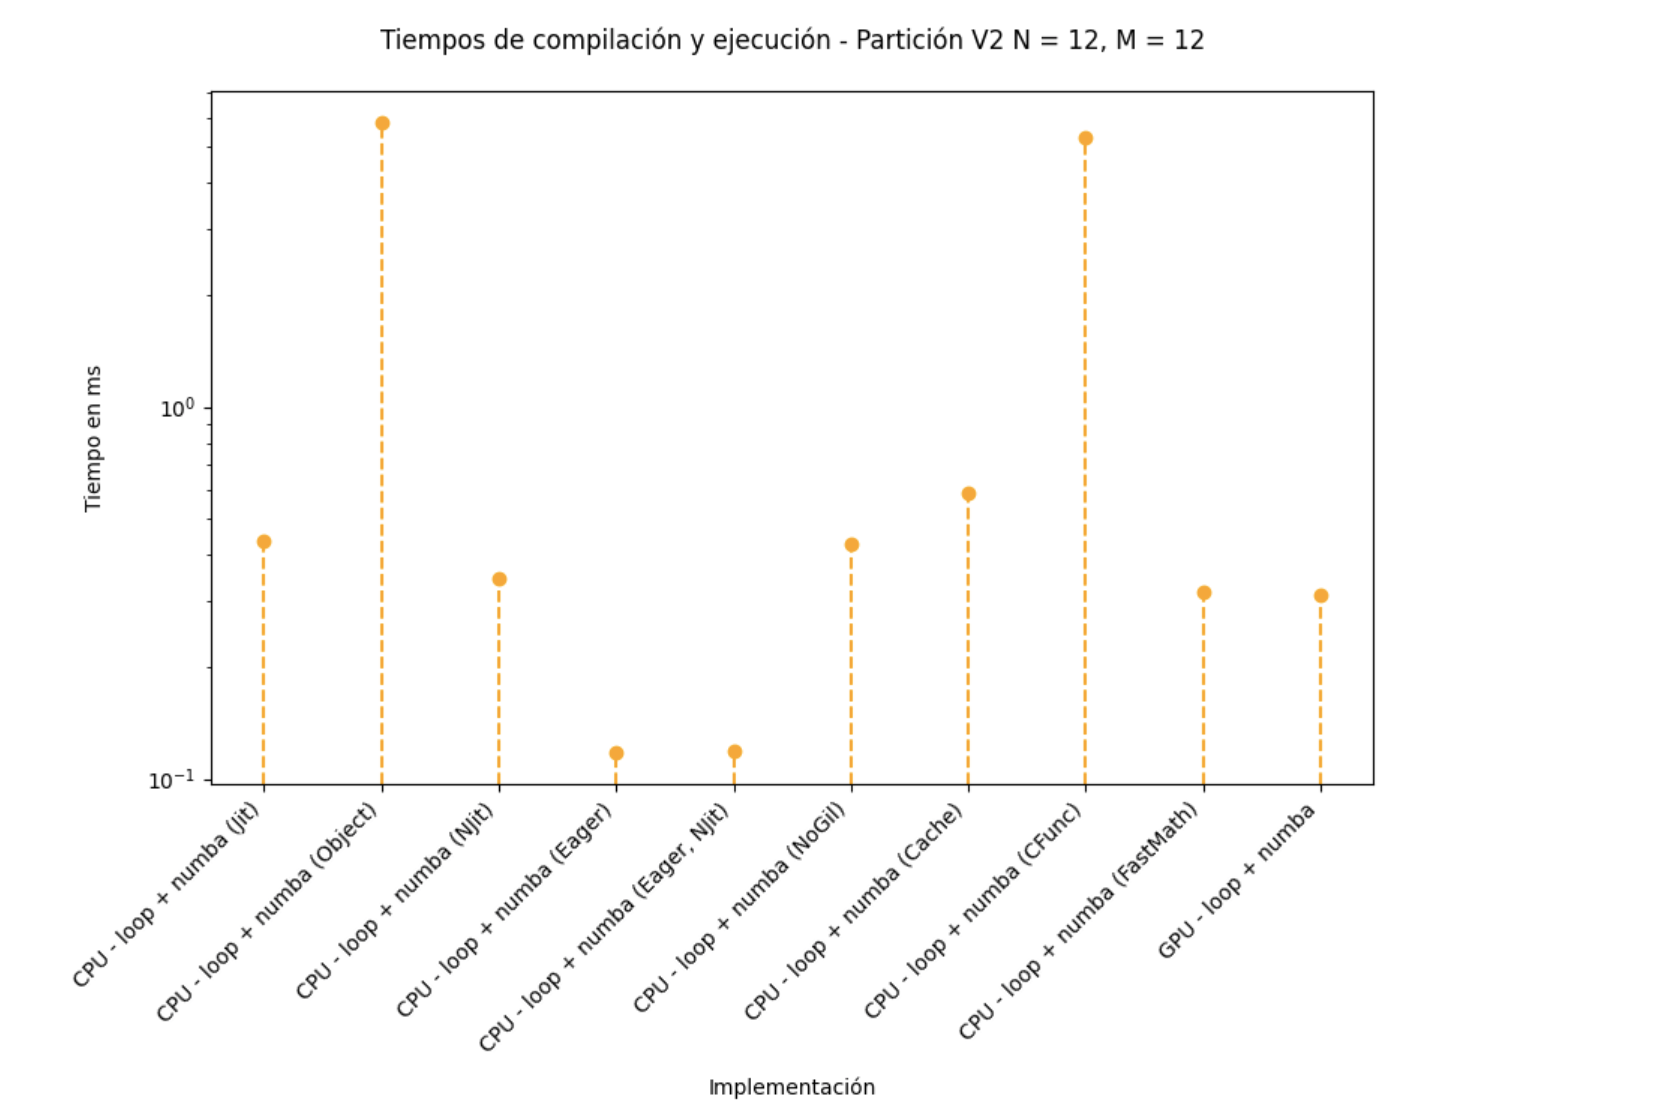 Tiempos de compilación y ejecución - Partición V2 N = 12, M = 12
Tiempo en ms
10⁰
10⁻¹
CPU - loop + numba (Jit)
CPU - loop + numba (Object)
CPU - loop + numba (NJit)
CPU - loop + numba (Eager)
CPU - loop + numba (Eager, NJit)
CPU - loop + numba (NoGil)
CPU - loop + numba (Cache)
CPU - loop + numba (CFunc)
CPU - loop + numba (FastMath)
GPU - loop + numba
Implementación